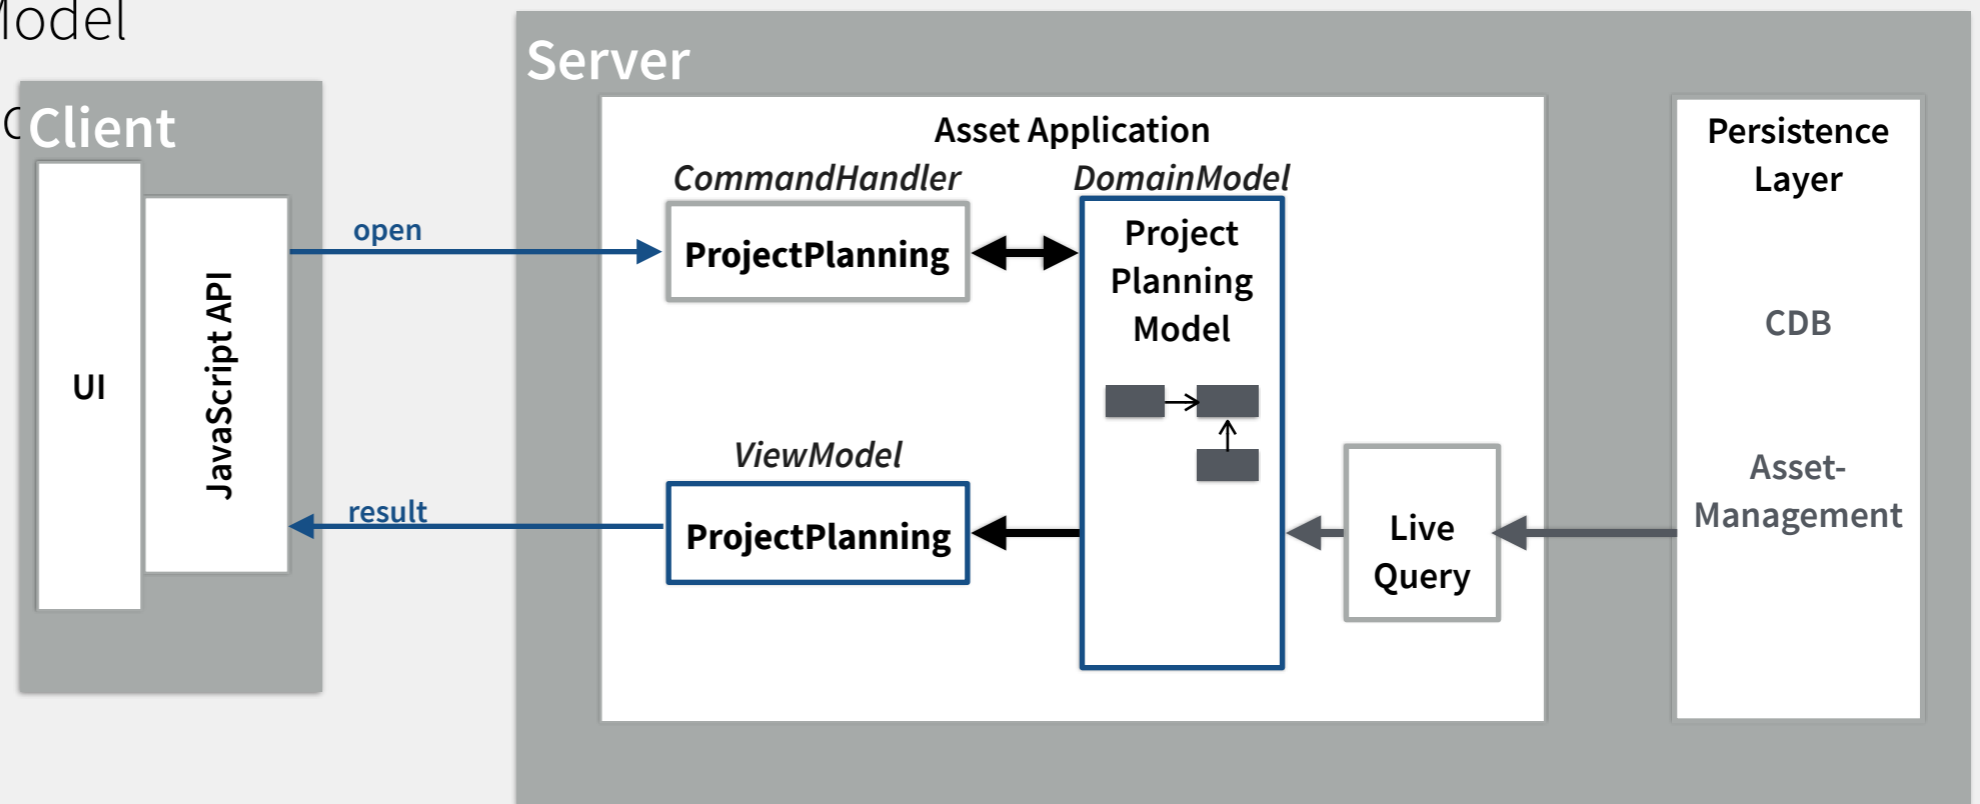 Model
Client
UI
JavaScript API
open
result
Server
Asset Application
CommandHandler
ProjectPlanning
DomainModel
Project
Planning
Model
ViewModel
ProjectPlanning
Live
Query
Persistence
Layer
CDB
Asset-
Management